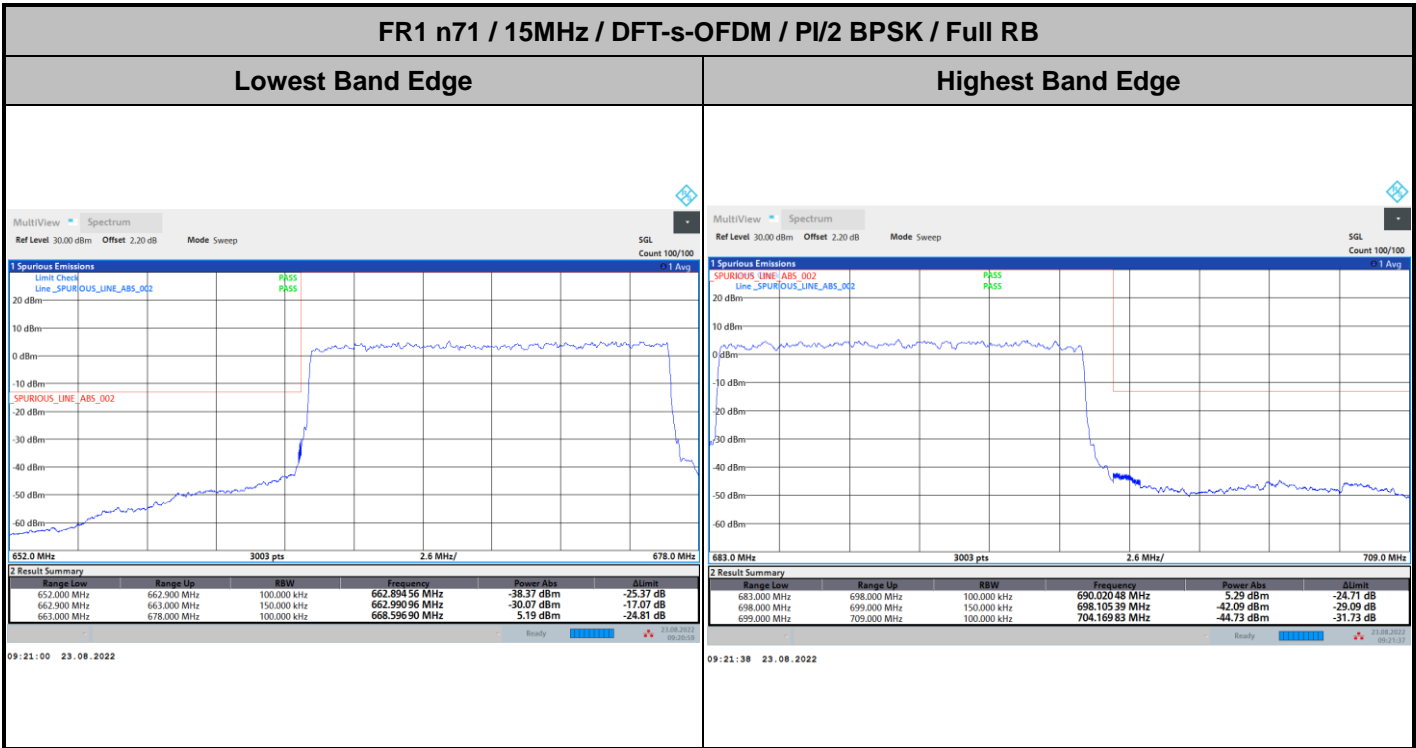 FR1 n71 / 15MHz / DFT-s-OFDM / PI/2 BPSK / Full RB
Lowest Band Edge
Highest Band Edge
MultiView Spectrum
Ref Level 30.00 dBm Offset 2.20 dB Mode Sweep SGL
Count 100/100
1 Spurious Emissions 1 Avg
Limit Check PASS
Line _SPURIOUS_LINE_ABS_002 PASS
20 dBm
10 dBm
0 dBm
-10 dBm
_SPURIOUS_LINE_ABS_002
-20 dBm
-30 dBm
-40 dBm
-50 dBm
-60 dBm
652.0 MHz 3003 pts 2.6 MHz/ 678.0 MHz
2 Result Summary
Range Low Range Up RBW Frequency Power Abs ΔLimit
652.000 MHz 662.900 MHz 100.000 kHz 662.894 56 MHz -38.37 dBm -25.37 dB
662.900 MHz 663.000 MHz 150.000 kHz 662.990 96 MHz -30.07 dBm -17.07 dB
663.000 MHz 678.000 MHz 100.000 kHz 668.596 90 MHz 5.19 dBm -24.81 dB
Ready 23.08.2022
09:20:59
09:21:00 23.08.2022
MultiView Spectrum
Ref Level 30.00 dBm Offset 2.20 dB Mode Sweep SGL
Count 100/100
1 Spurious Emissions 1 Avg
SPURIOUS_LINE_ABS_002 PASS
Line _SPURIOUS_LINE_ABS_002 PASS
20 dBm
10 dBm
0 dBm
-10 dBm
-20 dBm
-30 dBm
-40 dBm
-50 dBm
-60 dBm
683.0 MHz 3003 pts 2.6 MHz/ 709.0 MHz
2 Result Summary
Range Low Range Up RBW Frequency Power Abs ΔLimit
683.000 MHz 698.000 MHz 100.000 kHz 690.020 48 MHz 5.29 dBm -24.71 dB
698.000 MHz 699.000 MHz 150.000 kHz 698.105 39 MHz -42.09 dBm -29.09 dB
699.000 MHz 709.000 MHz 100.000 kHz 704.169 83 MHz -44.73 dBm -31.73 dB
Ready 23.08.2022
09:21:37
09:21:38 23.08.2022